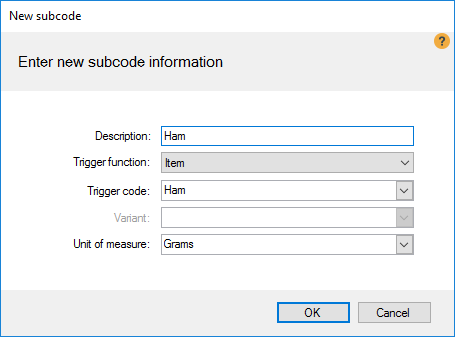 New subcode
?
Enter new subcode information
Description: Ham
Trigger function: Item
Trigger code: Ham
Variant:
Unit of measure: Grams
OK Cancel